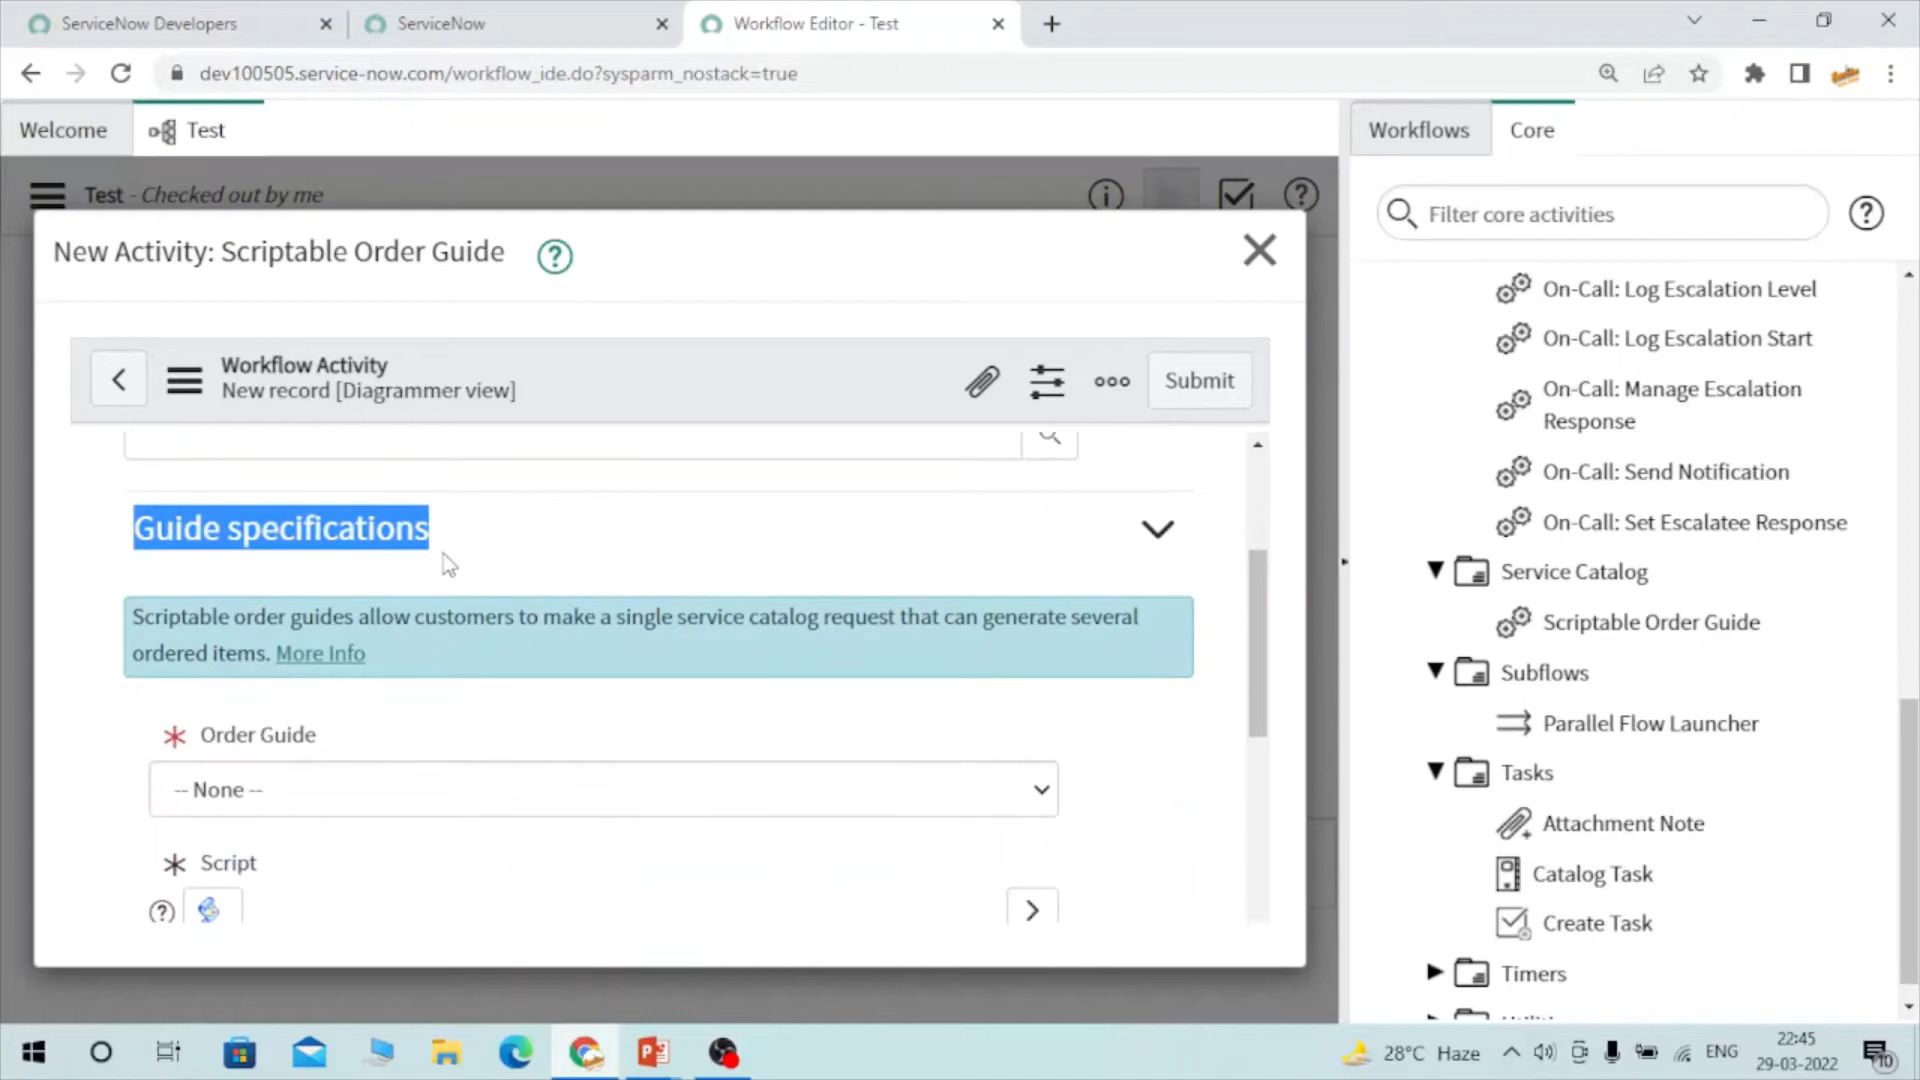 ServiceNow Developers
ServiceNow
Workflow Editor - Test
dev100505.service-now.com/workflow_ide.do?sysparm_nostack=true
Welcome
Test
Workflows
Core
Test - Checked out by me
Filter core activities
New Activity: Scriptable Order Guide
Workflow Activity
New record [Diagrammer view]
Submit
Guide specifications
Scriptable order guides allow customers to make a single service catalog request that can generate several
ordered items. More Info
Order Guide
-- None --
Script
On-Call: Log Escalation Level
On-Call: Log Escalation Start
On-Call: Manage Escalation
Response
On-Call: Send Notification
On-Call: Set Escalatee Response
Service Catalog
Scriptable Order Guide
Subflows
Parallel Flow Launcher
Tasks
Attachment Note
Catalog Task
Create Task
Timers
28°C Haze
ENG
22:45
29-03-2022
10